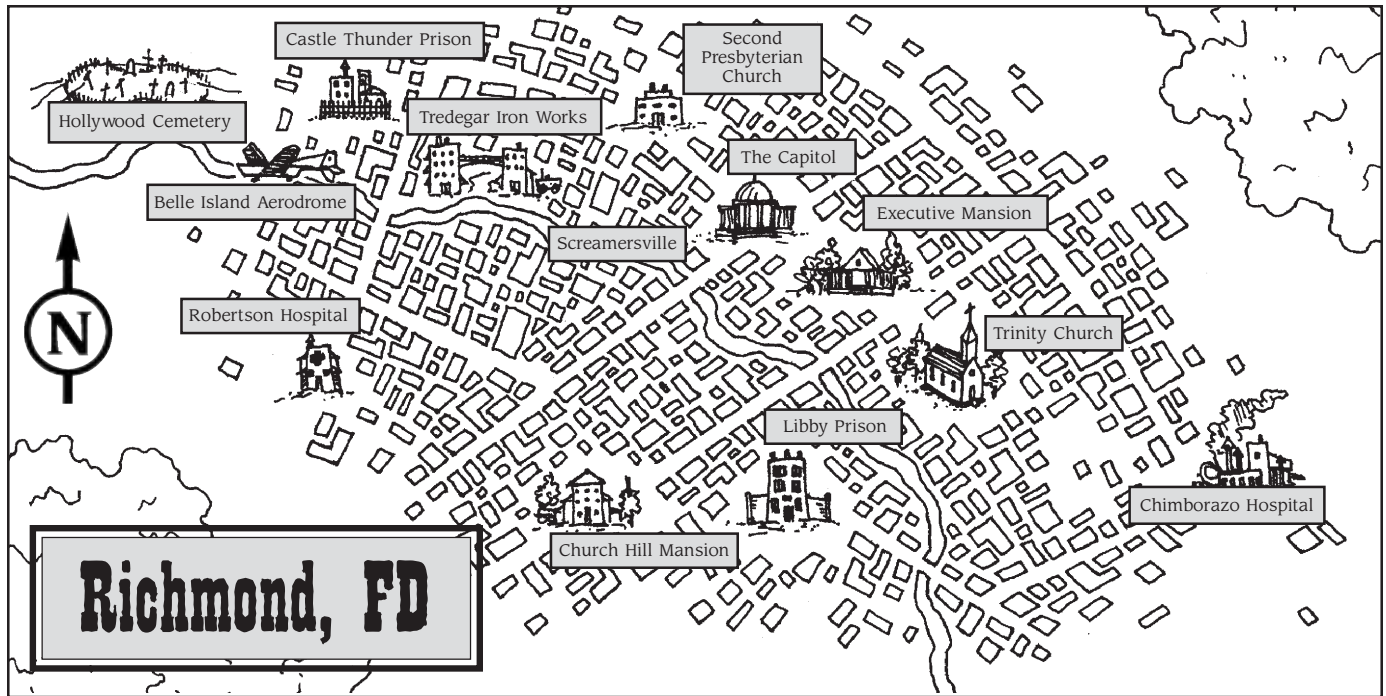 Castle Thunder Prison
Second
Presbyterian
Church
Hollywood Cemetery
Tredegar Iron Works
The Capitol
Belle Island Aerodrome
Executive Mansion
Screamersville
N
Robertson Hospital
Trinity Church
Libby Prison
Chimborazo Hospital
Church Hill Mansion
Richmond, FD